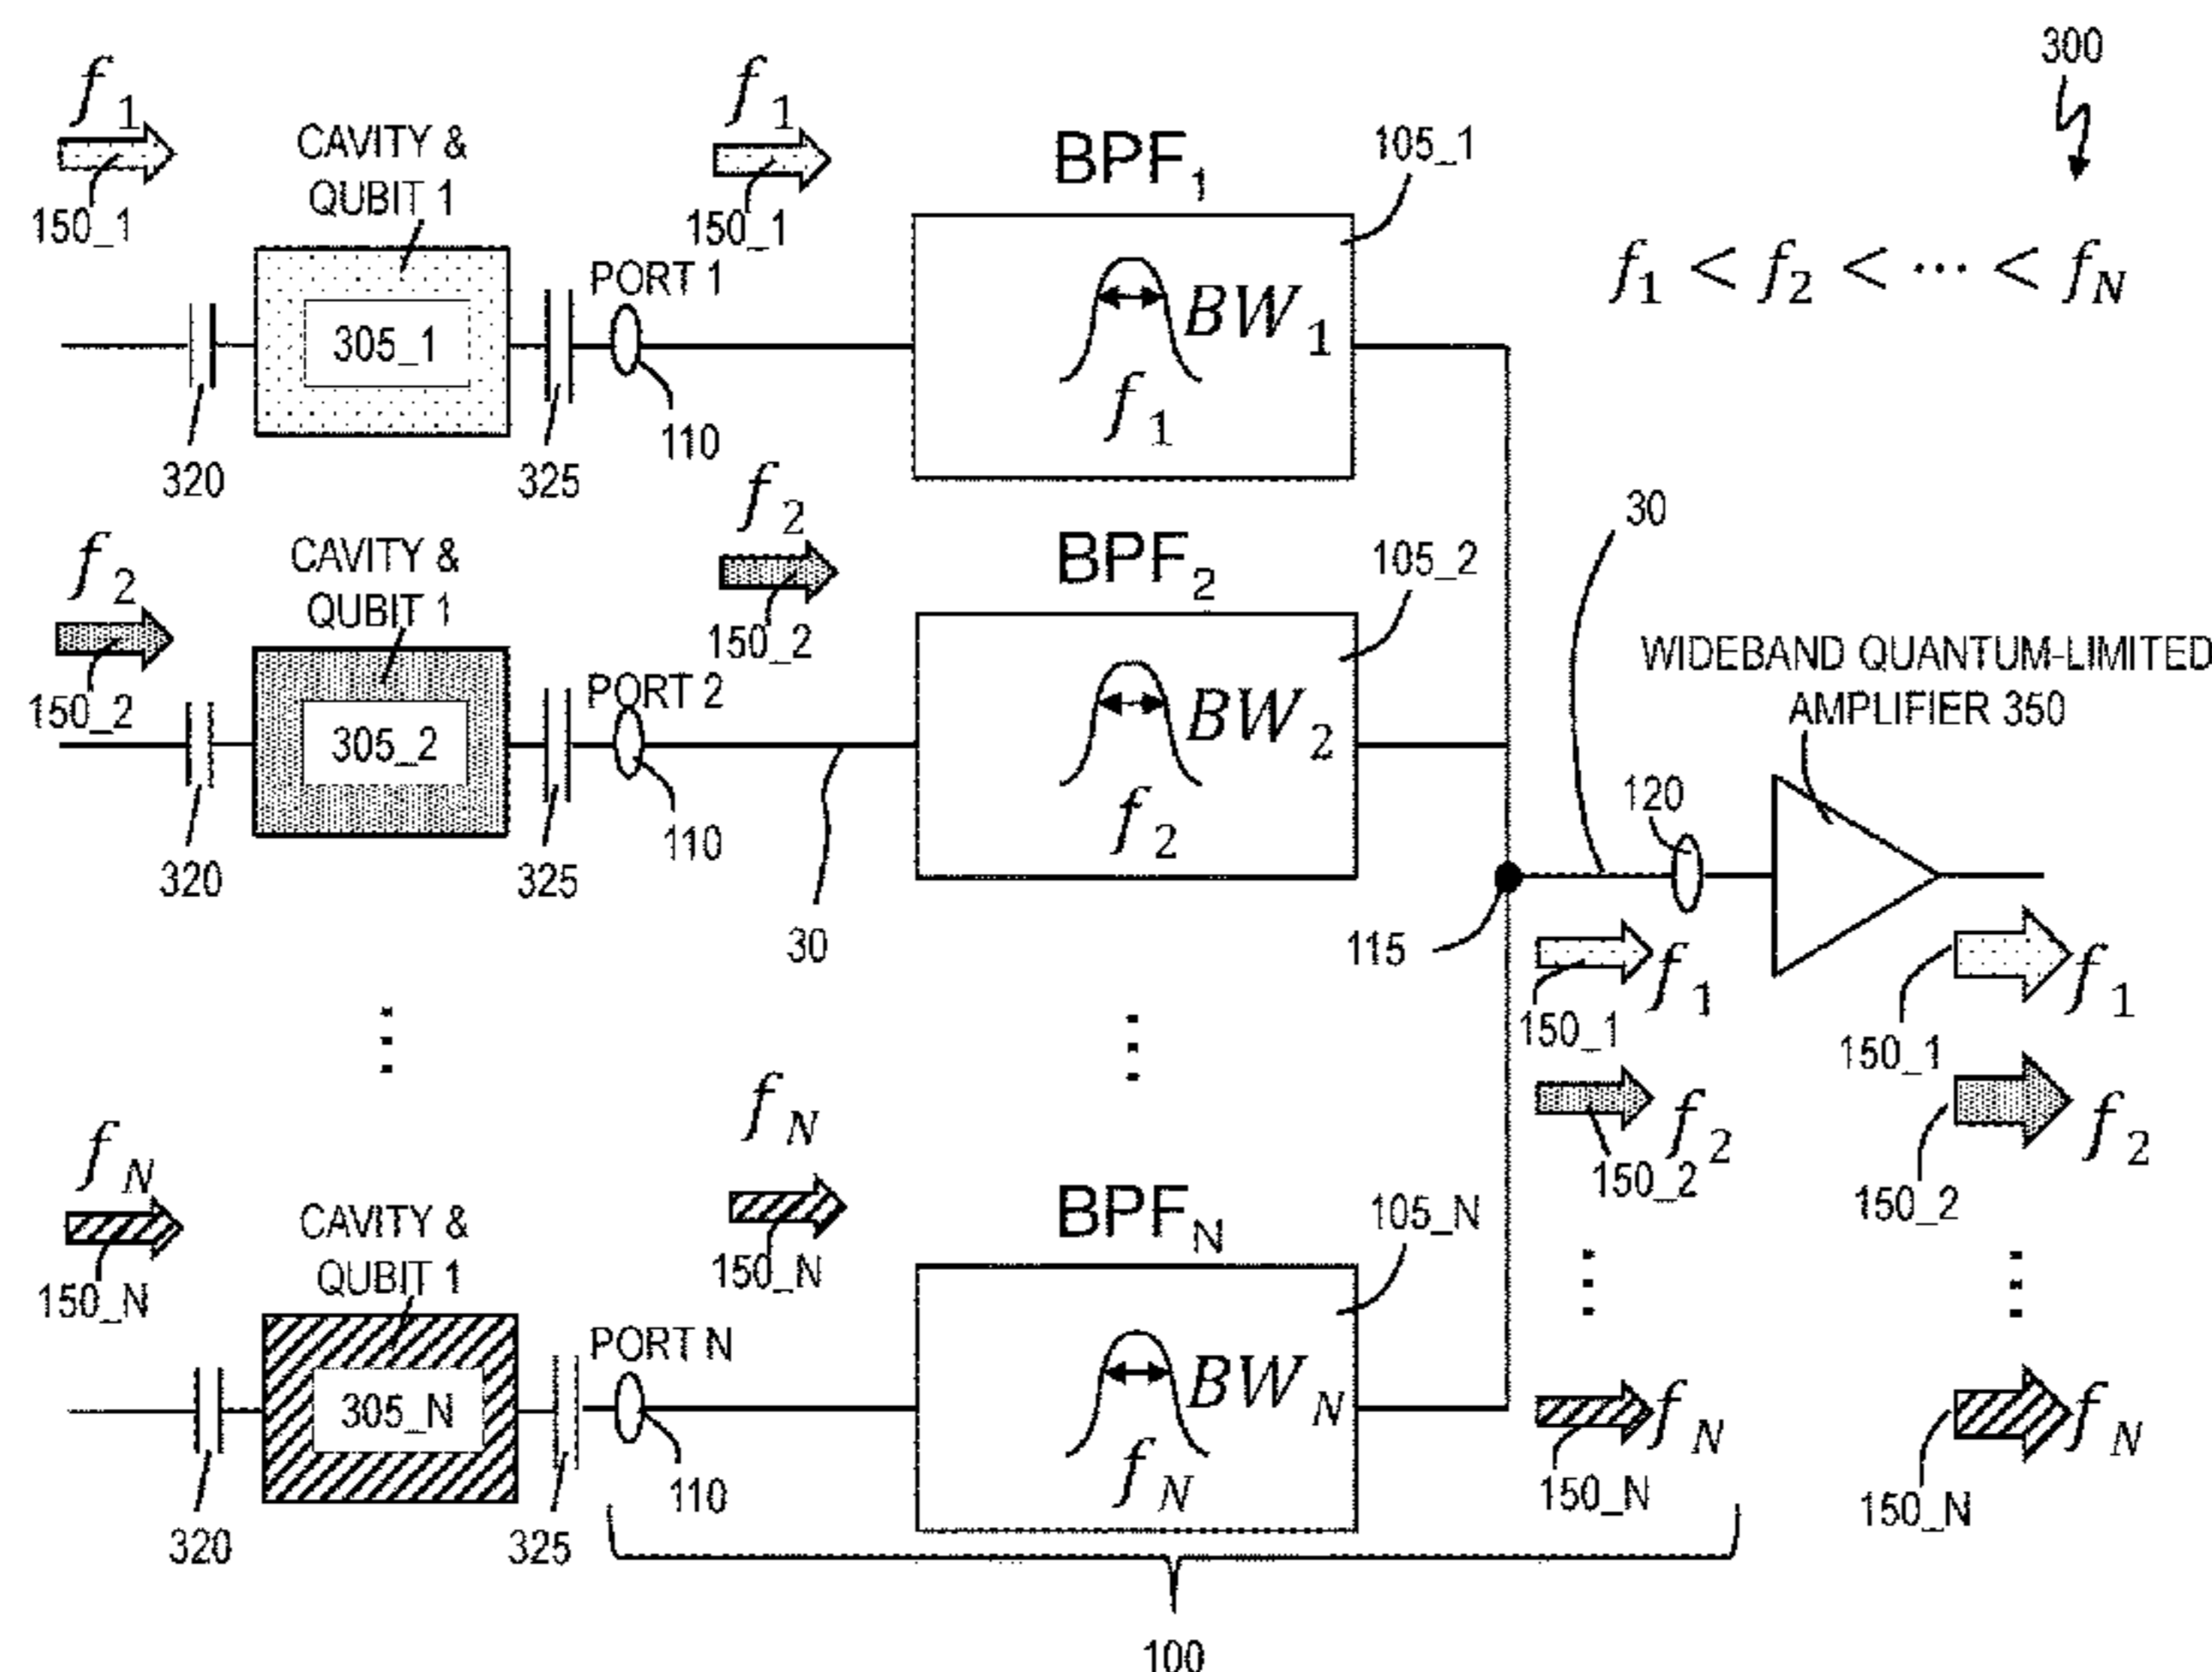 300
f1
f1
CAVITY &
QUBIT 1
150_1
150_1
BPF1
105_1
f1 < f2 < ··· < fN
PORT 1
305_1
BW1
f1
320
325
110
f2
f2
CAVITY &
QUBIT 1
150_2
150_2
BPF2
105_2
30
PORT 2
305_2
BW2
f2
WIDEBAND QUANTUM-LIMITED
AMPLIFIER 350
120
320
325
110
30
115
150_1
f1
150_1
f1
150_2
f2
150_2
f2
fN
fN
CAVITY &
QUBIT 1
150_N
150_N
BPFN
105_N
PORT N
305_N
BWN
fN
150_N
fN
150_N
fN
320
325
110
100